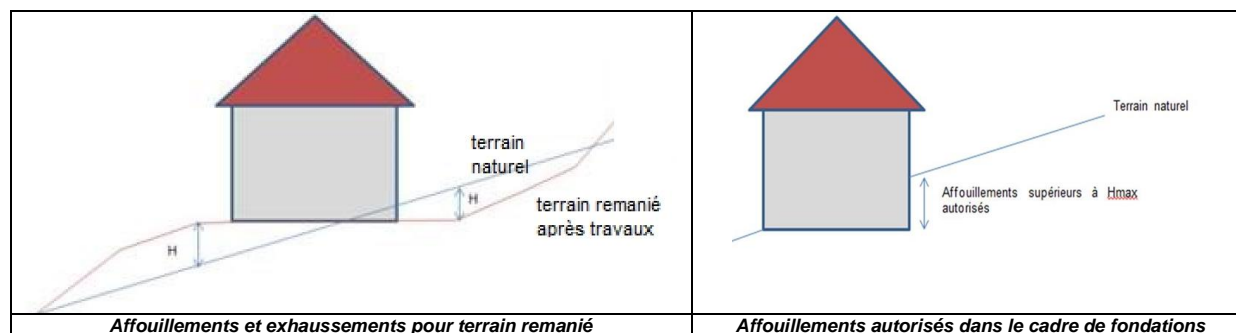 terrain
naturel
H
terrain remanié
après travaux
H
Affouillements et exhaussements pour terrain remanié
Terrain naturel
Affouillements supérieurs à Hmax
autorisés
Affouillements autorisés dans le cadre de fondations